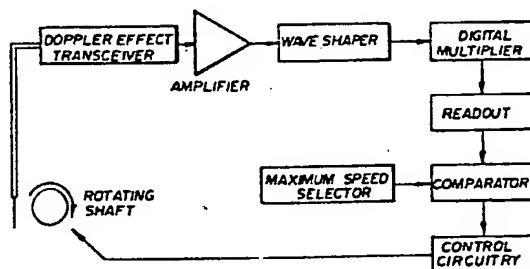 DOPPLER EFFECT
TRANSCEIVER
AMPLIFIER
WAVE SHAPER
DIGITAL
MULTIPLIER
READOUT
MAXIMUM SPEED
SELECTOR
COMPARATOR
ROTATING
SHAFT
CONTROL
CIRCUITRY